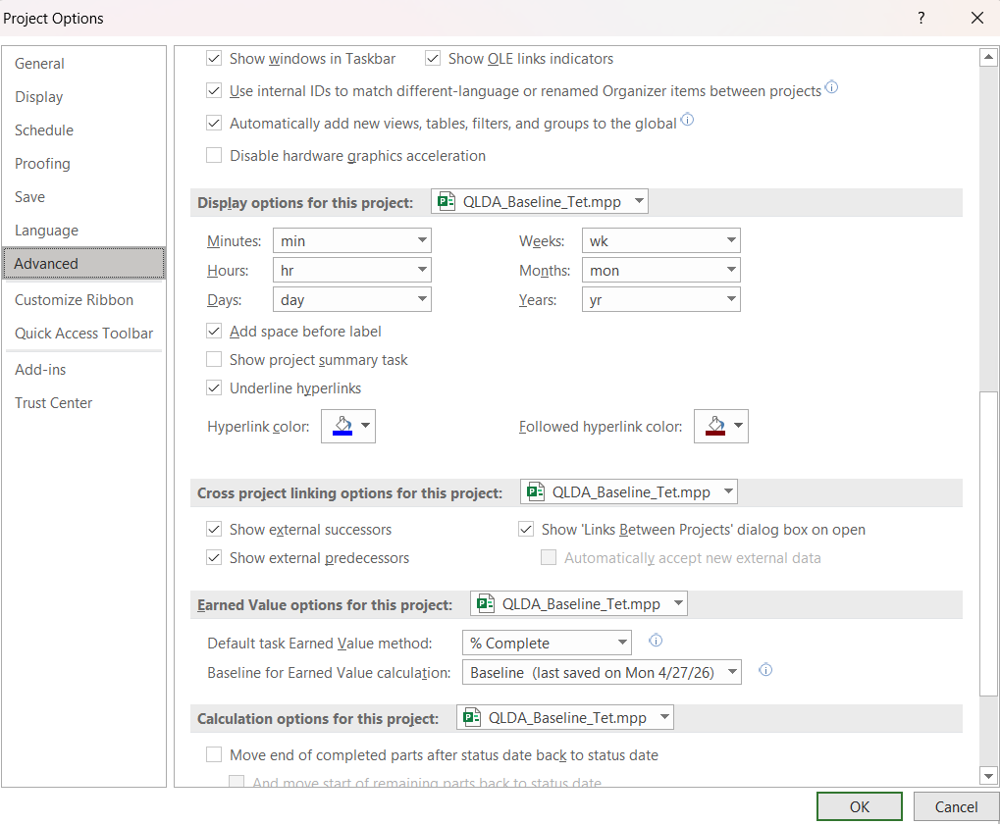 Project Options ?
General
Display
Schedule
Proofing
Save
Language
Advanced
Customize Ribbon
Quick Access Toolbar
Add-ins
Trust Center
Show windows in Taskbar Show OLE links indicators
Use internal IDs to match different-language or renamed Organizer items between projects
Automatically add new views, tables, filters, and groups to the global
Disable hardware graphics acceleration
Display options for this project: QLDA_Baseline_Tet.mpp
Minutes: min Weeks: wk
Hours: hr Months: mon
Days: day Years: yr
Add space before label
Show project summary task
Underline hyperlinks
Hyperlink color: Followed hyperlink color:
Cross project linking options for this project: QLDA_Baseline_Tet.mpp
Show external successors Show 'Links Between Projects' dialog box on open
Show external predecessors Automatically accept new external data
Earned Value options for this project: QLDA_Baseline_Tet.mpp
Default task Earned Value method: % Complete
Baseline for Earned Value calculation: Baseline (last saved on Mon 4/27/26)
Calculation options for this project: QLDA_Baseline_Tet.mpp
Move end of completed parts after status date back to status date
And move start of remaining parts back to status date
OK Cancel